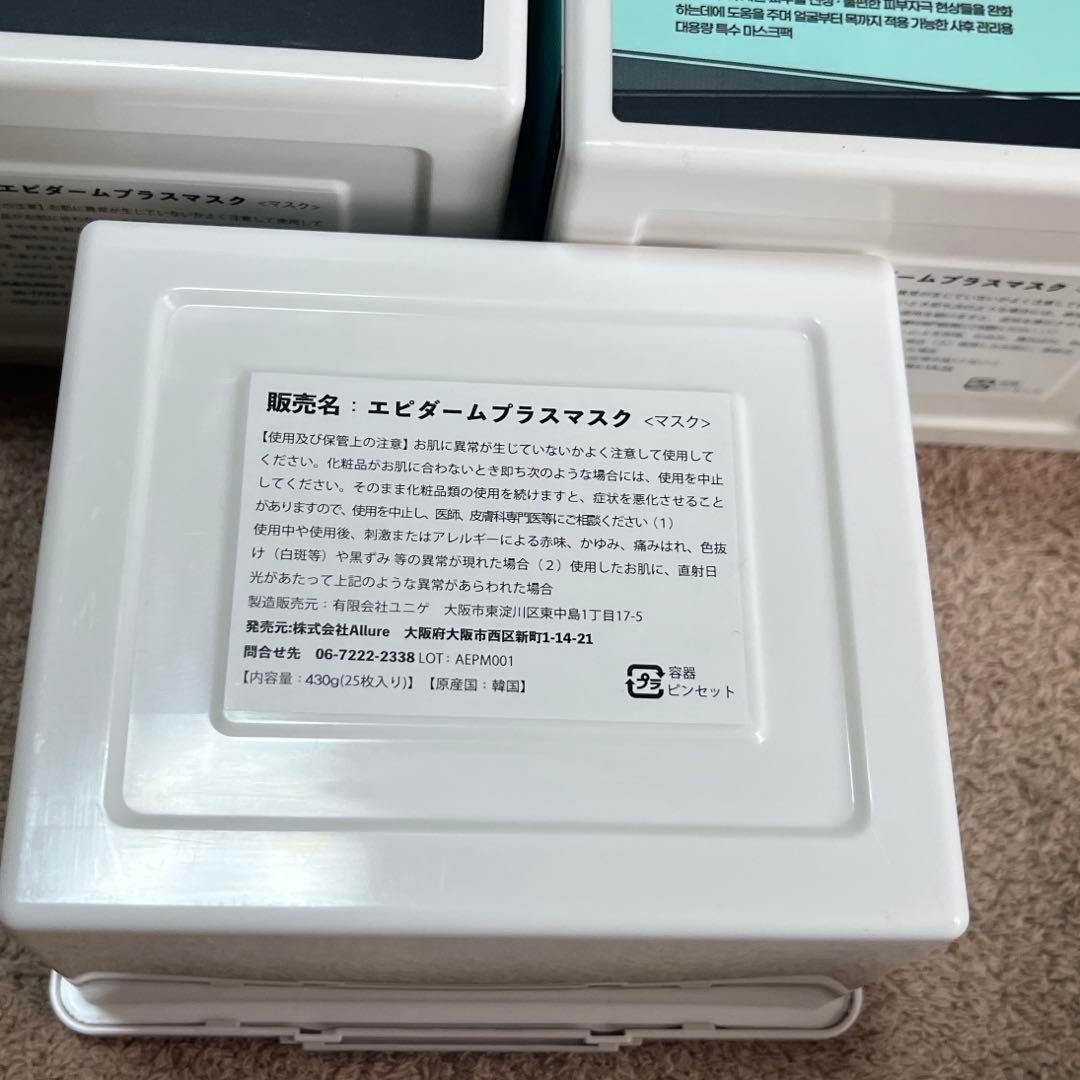 하는데에 도움을 주며 얼굴부터 목까지 적용 가능한 사후 관리용
대용량 특수 마스크팩
エピダームプラスマスク <マスク>
ームプラスマスク
販売名：エピダームプラスマスク <マスク>
【使用及び保管上の注意】お肌に異常が生じていないかよく注意して使用して
ください。化粧品がお肌に合わないとき即ち次のような場合には、使用を中止
してください。そのまま化粧品類の使用を続けますと、症状を悪化させること
がありますので、使用を中止し、医師、皮膚科専門医等にご相談ください（1）
使用中や使用後、刺激またはアレルギーによる赤味、かゆみ、痛みはれ、色抜
け（白斑等）や黒ずみ 等の異常が現れた場合（2）使用したお肌に、直射日
光があたって上記のような異常があらわれた場合
製造販売元：有限会社ユニゲ 大阪市東淀川区東中島1丁目17-5
発売元:株式会社Allure 大阪府大阪市西区新町1-14-21
問合せ先 06-7222-2338 LOT：AEPM001
【内容量：430g(25枚入り)】【原産国：韓国】
プラ 容器
ピンセット